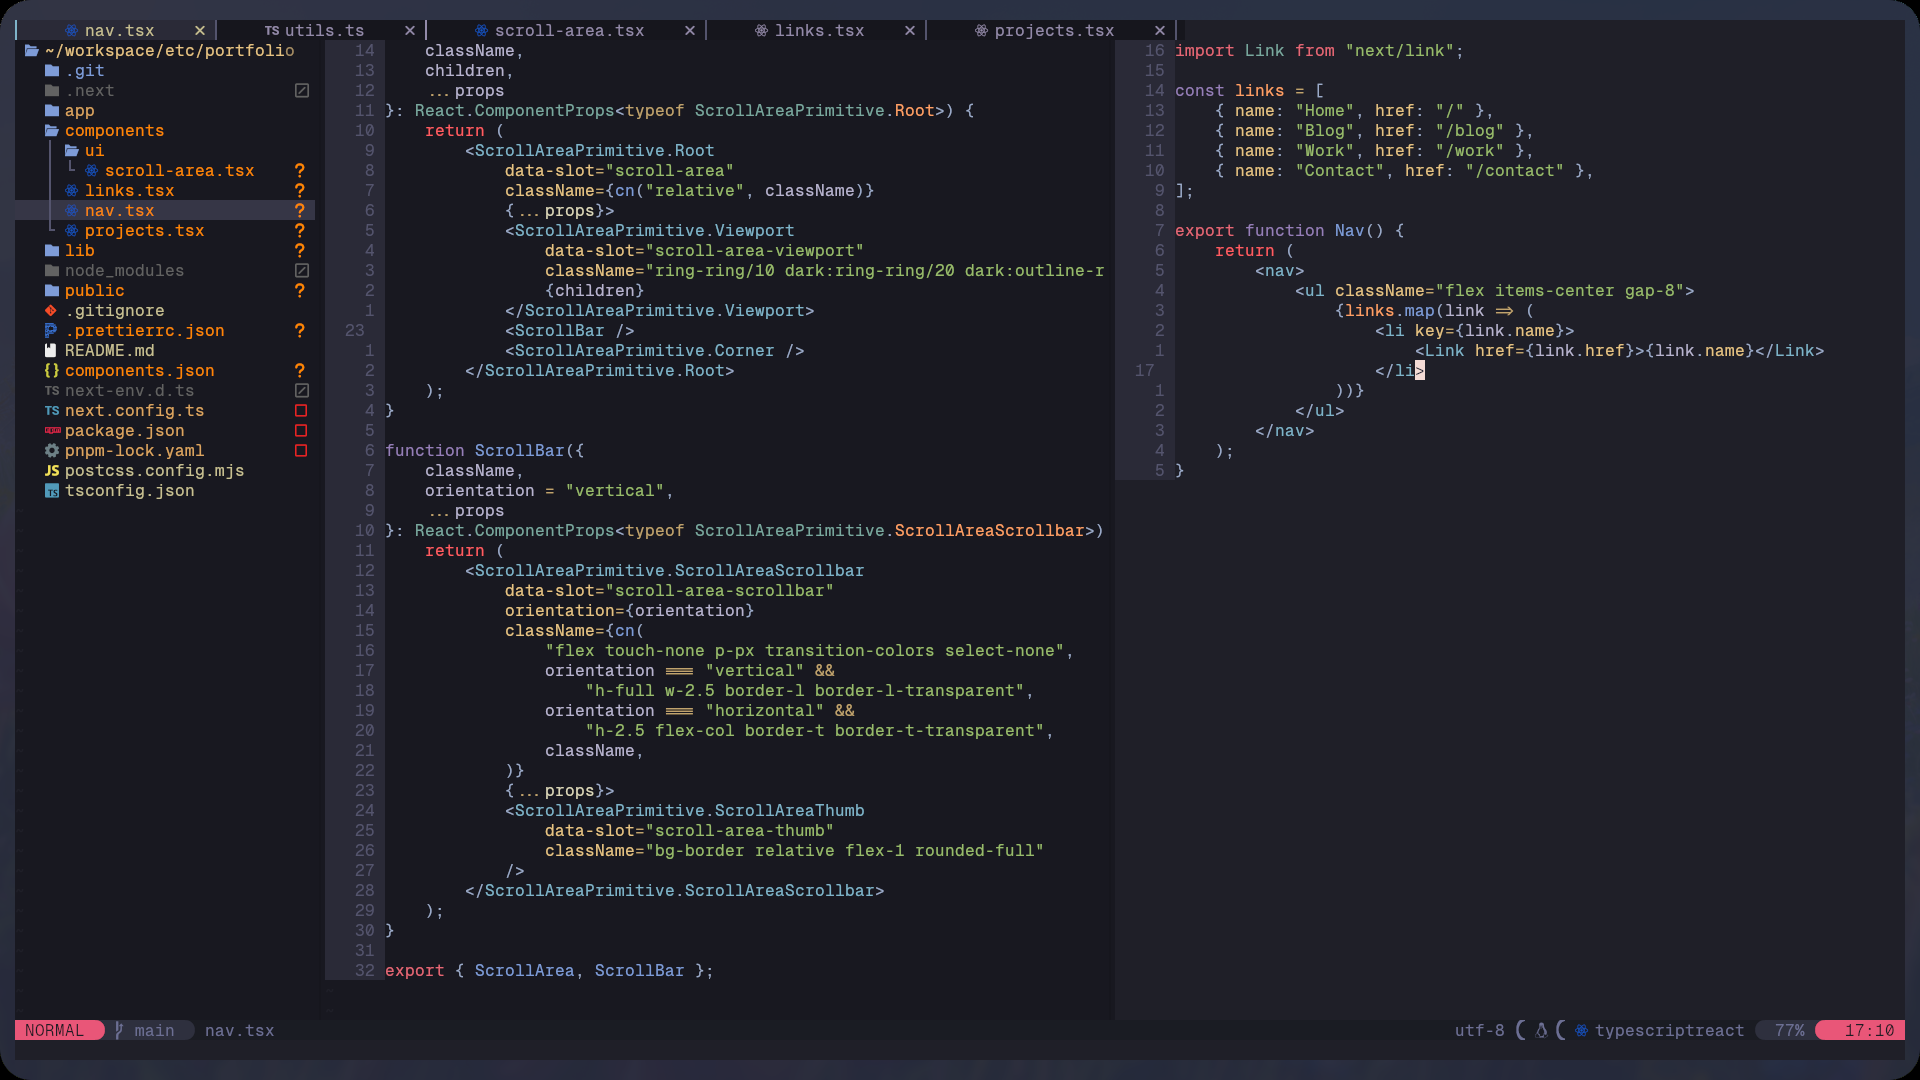 nav.tsx ✕ TS utils.ts ✕ scroll-area.tsx ✕ links.tsx ✕ projects.tsx ✕
~/workspace/etc/portfolio
.git
.next
app
components
ui
scroll-area.tsx ?
links.tsx ?
nav.tsx ?
projects.tsx ?
lib ?
node_modules
public ?
.gitignore
.prettierrc.json ?
README.md
{} components.json ?
TS next-env.d.ts
TS next.config.ts
package.json
pnpm-lock.yaml
JS postcss.config.mjs
TS tsconfig.json
14 className,
13 children,
12 ...props
11 }: React.ComponentProps<typeof ScrollAreaPrimitive.Root>) {
10 return (
9 <ScrollAreaPrimitive.Root
8 data-slot="scroll-area"
7 className={cn("relative", className)}
6 {...props}>
5 <ScrollAreaPrimitive.Viewport
4 data-slot="scroll-area-viewport"
3 className="ring-ring/10 dark:ring-ring/20 dark:outline-r
2 {children}
1 </ScrollAreaPrimitive.Viewport>
23 <ScrollBar />
1 <ScrollAreaPrimitive.Corner />
2 </ScrollAreaPrimitive.Root>
3 );
4 }
5
6 function ScrollBar({
7 className,
8 orientation = "vertical",
9 ...props
10 }: React.ComponentProps<typeof ScrollAreaPrimitive.ScrollAreaScrollbar>)
11 return (
12 <ScrollAreaPrimitive.ScrollAreaScrollbar
13 data-slot="scroll-area-scrollbar"
14 orientation={orientation}
15 className={cn(
16 "flex touch-none p-px transition-colors select-none",
17 orientation === "vertical" &&
18 "h-full w-2.5 border-l border-l-transparent",
19 orientation === "horizontal" &&
20 "h-2.5 flex-col border-t border-t-transparent",
21 className,
22 )}
23 {...props}>
24 <ScrollAreaPrimitive.ScrollAreaThumb
25 data-slot="scroll-area-thumb"
26 className="bg-border relative flex-1 rounded-full"
27 />
28 </ScrollAreaPrimitive.ScrollAreaScrollbar>
29 );
30 }
31
32 export { ScrollArea, ScrollBar };
16 import Link from "next/link";
15
14 const links = [
13 { name: "Home", href: "/" },
12 { name: "Blog", href: "/blog" },
11 { name: "Work", href: "/work" },
10 { name: "Contact", href: "/contact" },
9 ];
8
7 export function Nav() {
6 return (
5 <nav>
4 <ul className="flex items-center gap-8">
3 {links.map(link => (
2 <li key={link.name}>
1 <Link href={link.href}>{link.name}</Link>
17 </li>
1 ))}
2 </ul>
3 </nav>
4 );
5 }
NORMAL main nav.tsx utf-8 typescriptreact 77% 17:10